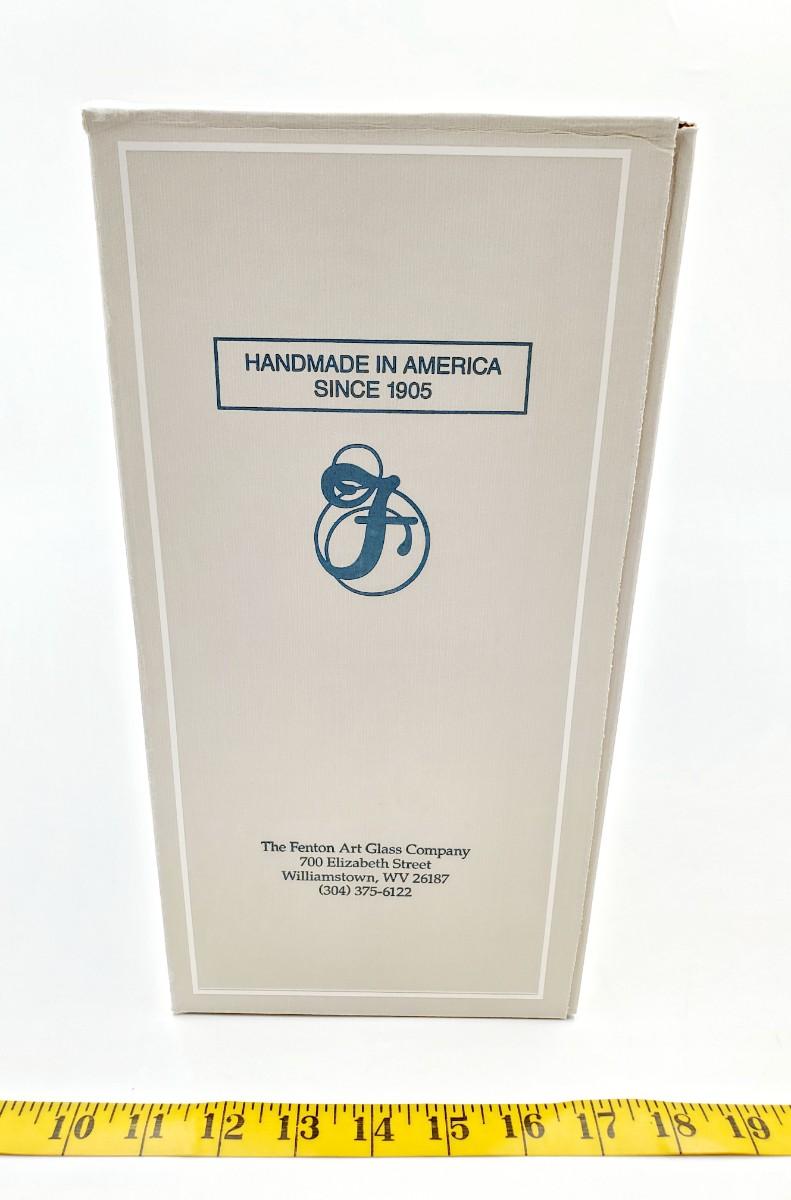 HANDMADE IN AMERICA
SINCE 1905
F
The Fenton Art Glass Company
700 Elizabeth Street
Williamstown, WV 26187
(304) 375-6122
10 11 12 13 14 15 16 17 18 19